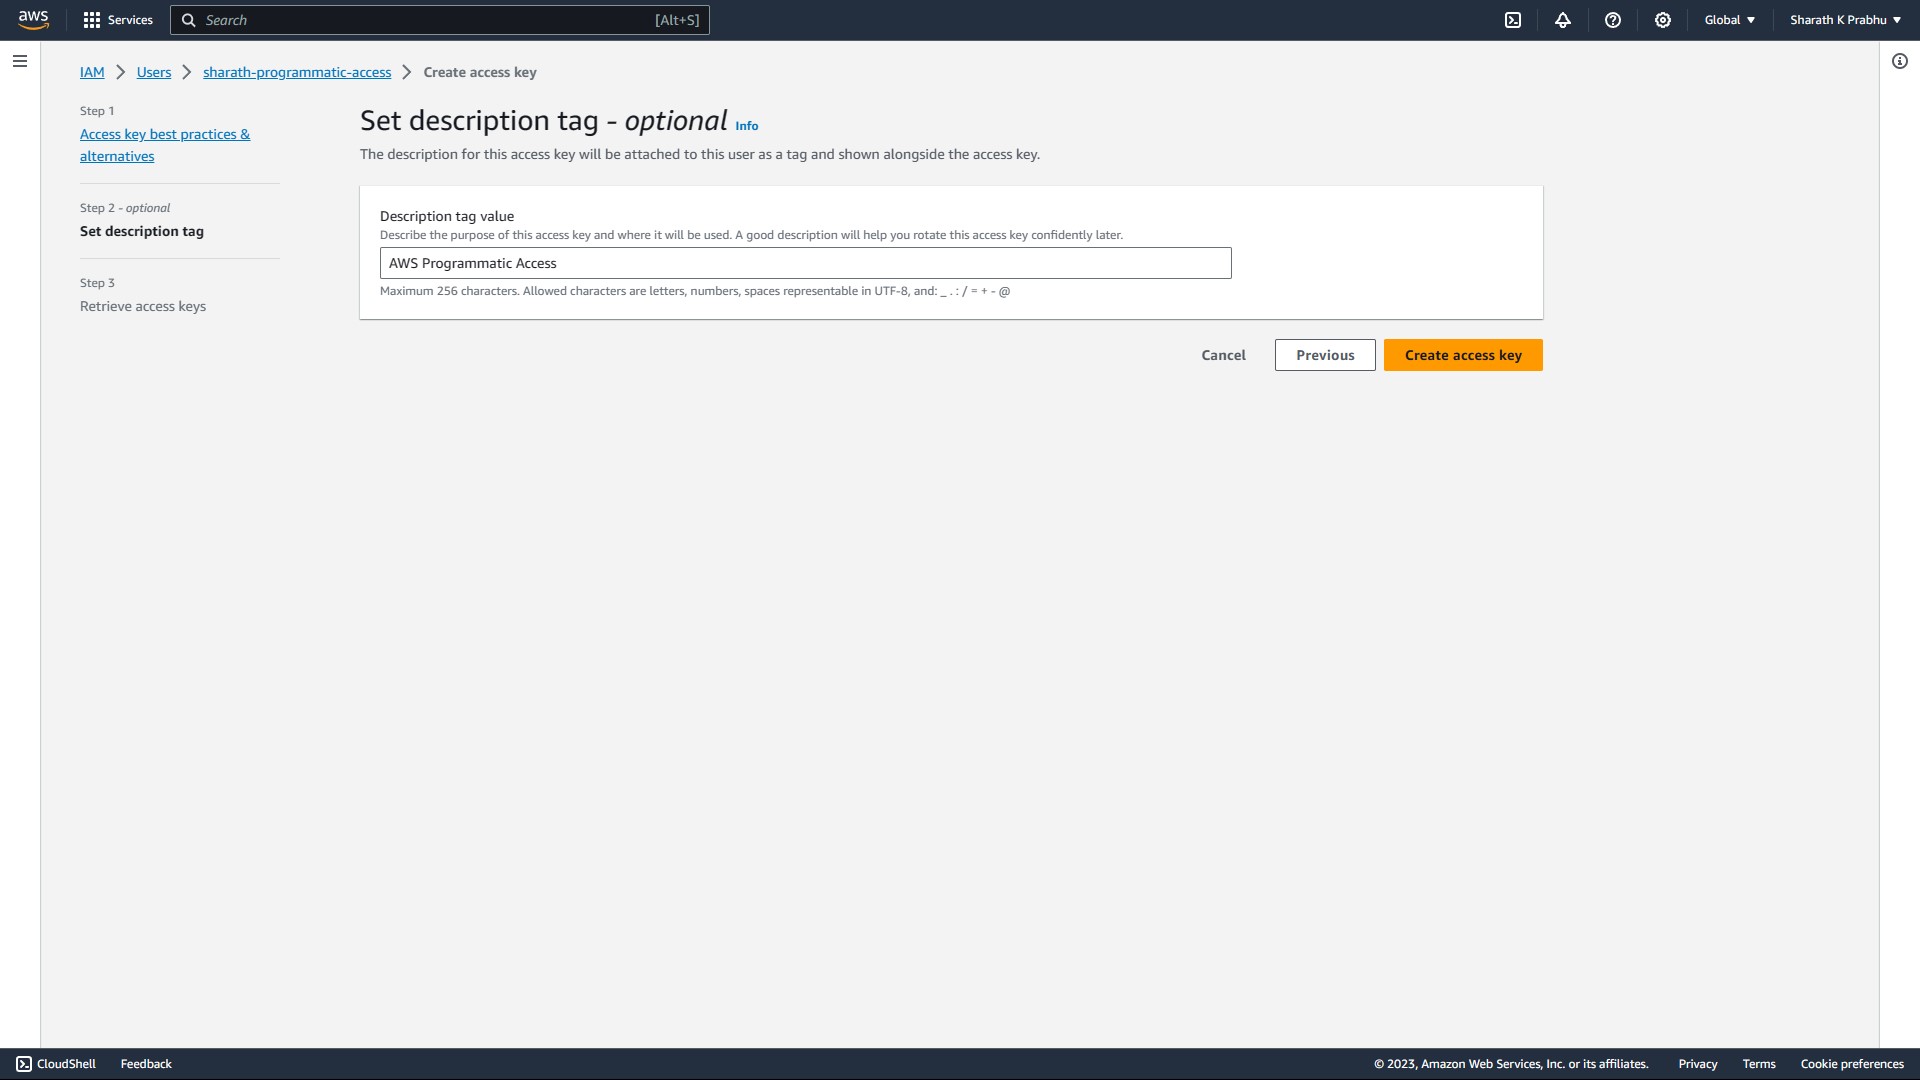 aws
Services
Search
[Alt+S]
Global
Sharath K Prabhu
IAM
Users
sharath-programmatic-access
Create access key
Step 1
Access key best practices &
alternatives
Step 2 - optional
Set description tag
Step 3
Retrieve access keys
Set description tag - optional Info
The description for this access key will be attached to this user as a tag and shown alongside the access key.
Description tag value
Describe the purpose of this access key and where it will be used. A good description will help you rotate this access key confidently later.
AWS Programmatic Access
Maximum 256 characters. Allowed characters are letters, numbers, spaces representable in UTF-8, and: _ . : / = + - @
Cancel
Previous
Create access key
CloudShell
Feedback
© 2023, Amazon Web Services, Inc. or its affiliates.
Privacy
Terms
Cookie preferences